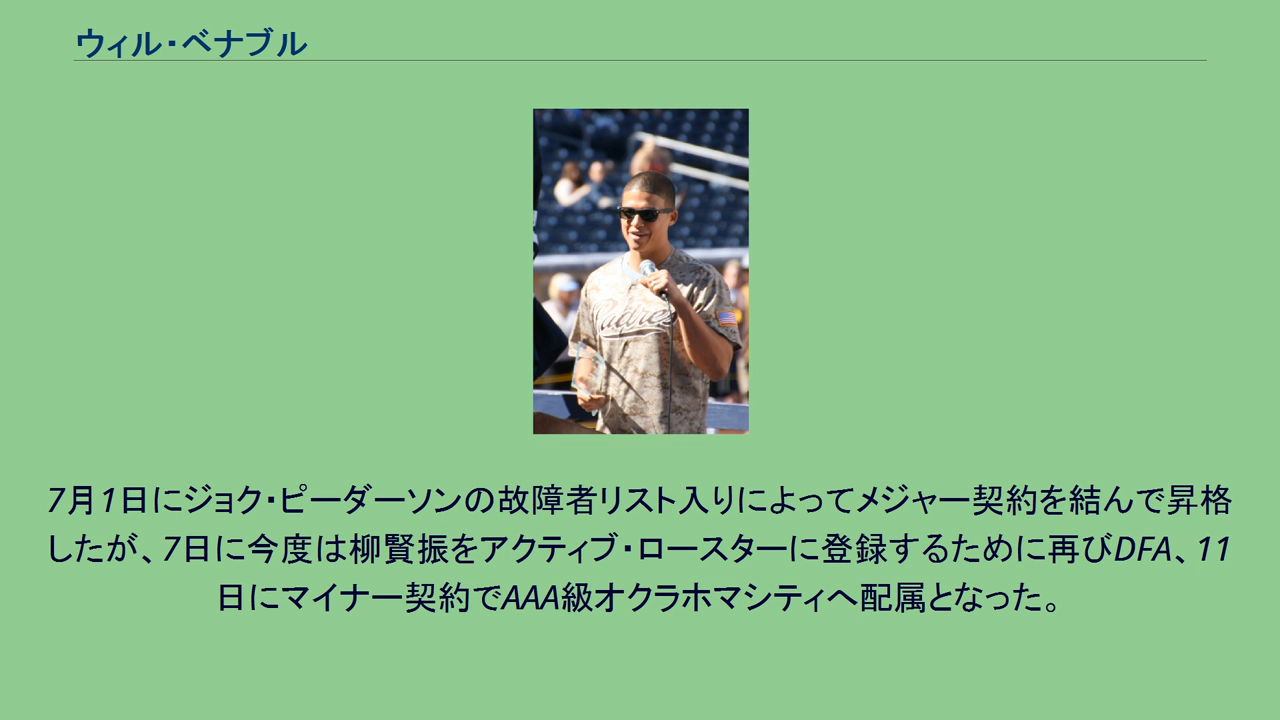 ウィル・ベナブル
Padres
7月1日にジョク・ピーダーソンの故障者リスト入りによってメジャー契約を結んで昇格
したが、7日に今度は柳賢振をアクティブ・ロースターに登録するために再びDFA、11
日にマイナー契約でAAA級オクラホマシティへ配属となった。